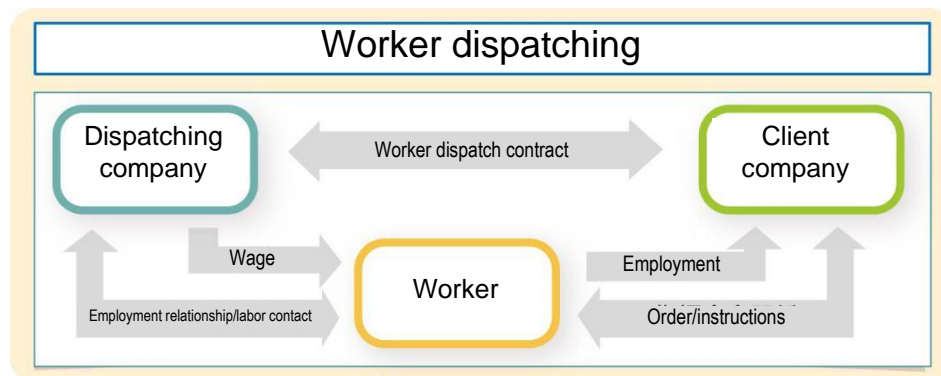 Worker dispatching
Dispatching
company
Worker dispatch contract
Client
company
Wage
Employment
Worker
Employment relationship/labor contact
Order/instructions